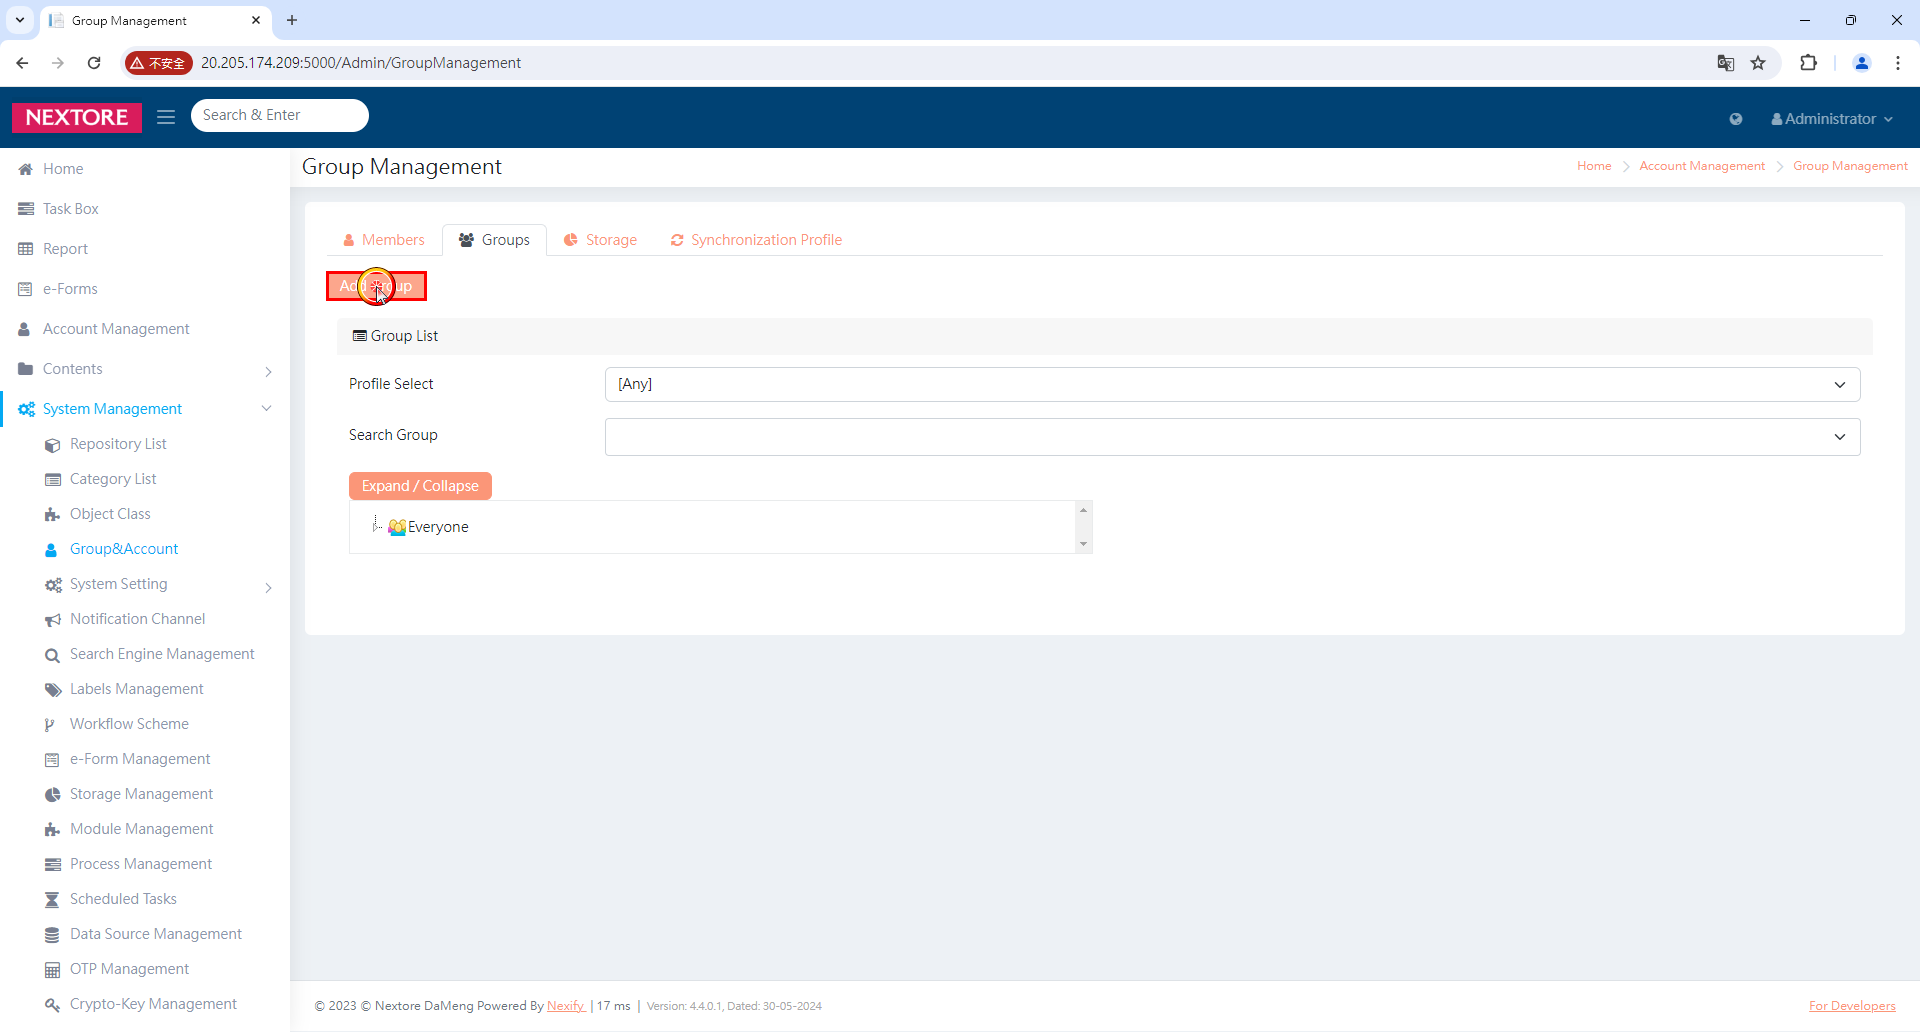 Group Management
不安全
20.205.174.209:5000/Admin/GroupManagement
NEXTORE
Search & Enter
Administrator
Home
Task Box
Report
e-Forms
Account Management
Contents
System Management
Repository List
Category List
Object Class
Group&Account
System Setting
Notification Channel
Search Engine Management
Labels Management
Workflow Scheme
e-Form Management
Storage Management
Module Management
Process Management
Scheduled Tasks
Data Source Management
OTP Management
Crypto-Key Management
Group Management
Home > Account Management > Group Management
Members
Groups
Storage
Synchronization Profile
Add Group
Group List
Profile Select
[Any]
Search Group
Expand / Collapse
Everyone
© 2023 © Nextore DaMeng Powered By Nexify | 17 ms | Version: 4.4.0.1, Dated: 30-05-2024
For Developers